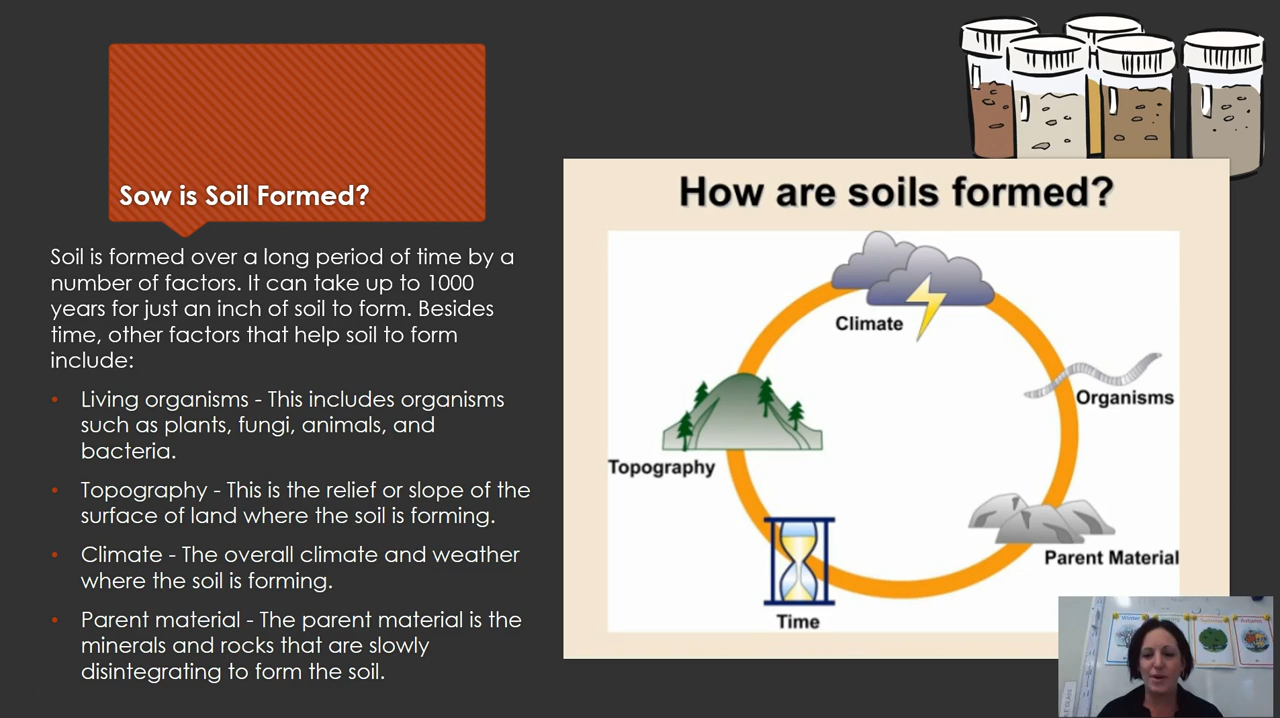 Sow is Soil Formed?
Soil is formed over a long period of time by a
number of factors. It can take up to 1000
years for just an inch of soil to form. Besides
time, other factors that help soil to form
include:
• Living organisms - This includes organisms
such as plants, fungi, animals, and
bacteria.
• Topography - This is the relief or slope of the
surface of land where the soil is forming.
• Climate - The overall climate and weather
where the soil is forming.
• Parent material - The parent material is the
minerals and rocks that are slowly
disintegrating to form the soil.
How are soils formed?
Climate
Organisms
Topography
Parent Material
Time
Winter